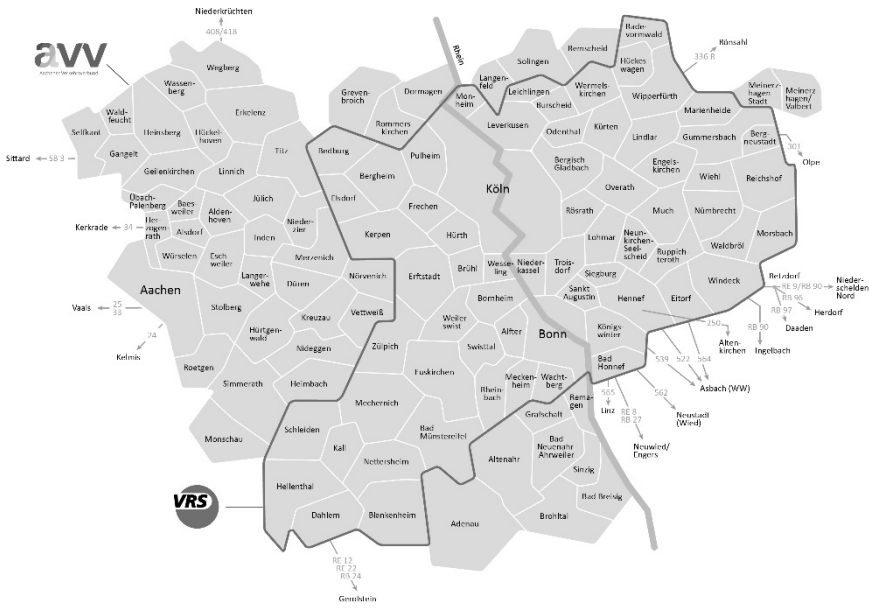 Niederkrüchten
408/418
avv
Aachener Verkehrsverbund
Rhein
Rade-
vormwald
Remscheid
Solingen
Rönsahl
336 R
Wegberg
Wassen-
berg
Langen-
feld
Leichlingen
Hückes
wagen
Wermels-
kirchen
Meinerz
hagen
Stadt
Meinerz
hagen/
Valbert
Greven-
broich
Dormagen
Mon-
heim
Burscheid
Wipperfürth
Marienheide
Wald-
feucht
Erkelenz
Rommers
kirchen
Leverkusen
Odenthal
Kürten
Lindlar
Gummersbach
Berg-
neustadt
301
Olpe
Selfkant
Heinsberg
Hückel-
hoven
Titz
Bedburg
Pulheim
Sittard
SB 3
Gangelt
Geilenkirchen
Linnich
Bergheim
Bergisch
Gladbach
Engels-
kirchen
Wiehl
Reichshof
Köln
Übach-
Palenberg
Baes-
weiler
Alden-
hoven
Jülich
Elsdorf
Frechen
Overath
Kerkrade
34
Her-
zogen
rath
Alsdorf
Nieder-
zier
Rösrath
Much
Nümbrecht
Inden
Kerpen
Hürth
Lohmar
Neun-
kirchen-
Seel-
scheid
Ruppich
teroth
Waldbröl
Morsbach
Würselen
Esch
weiler
Langer-
wehe
Merzenich
Nörvenich
Erftstadt
Brühl
Wesse-
ling
Nieder-
kassel
Trois-
dorf
Siegburg
Windeck
Betzdorf
RE 9/RB 90
Nieder-
schelden
Nord
Aachen
Düren
Sankt
Augustin
Hennef
Eitorf
RB 96
Herdorf
RB 97
Daaden
Vaals
25
33
Stolberg
Kreuzau
Vettweiß
Bornheim
Weiler
swist
Alfter
Bonn
Königs
winter
250
Alten-
kirchen
RB 90
Ingelbach
24
Kelmis
Hürtgen-
wald
Nideggen
Zülpich
Swisttal
Bad
Honnef
539
522
564
Asbach (WW)
Roetgen
Simmerath
Heimbach
Euskirchen
Rhein-
bach
Mecken-
heim
Wacht-
berg
Rema-
gen
565
Linz
RE 8
RB 27
Neuwied/
Engers
562
Neustadt
(Wied)
Mechernich
Grafschaft
Monschau
Schleiden
Kall
Bad
Münstereifel
Altenahr
Bad
Neuenahr
Ahrweiler
Nettersheim
Sinzig
Hellenthal
Bad Breisig
VRS
Dahlem
Blankenheim
Adenau
Brohltal
RE 12
RE 22
RB 24
Gerolstein